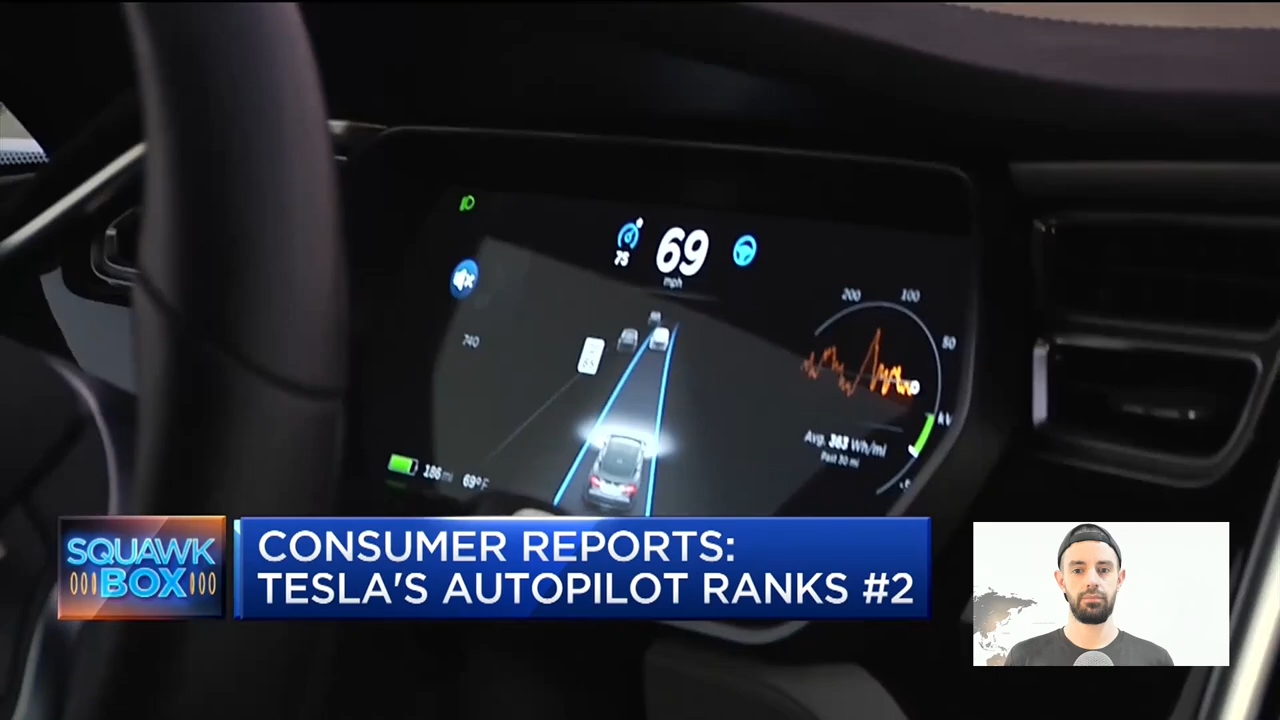 75
69
mph
200
100
50
740
Avg. 363 Wh/mi
Past 30 mi
186 mi
69°F
SQUAWK
BOX
CONSUMER REPORTS:
TESLA'S AUTOPILOT RANKS #2